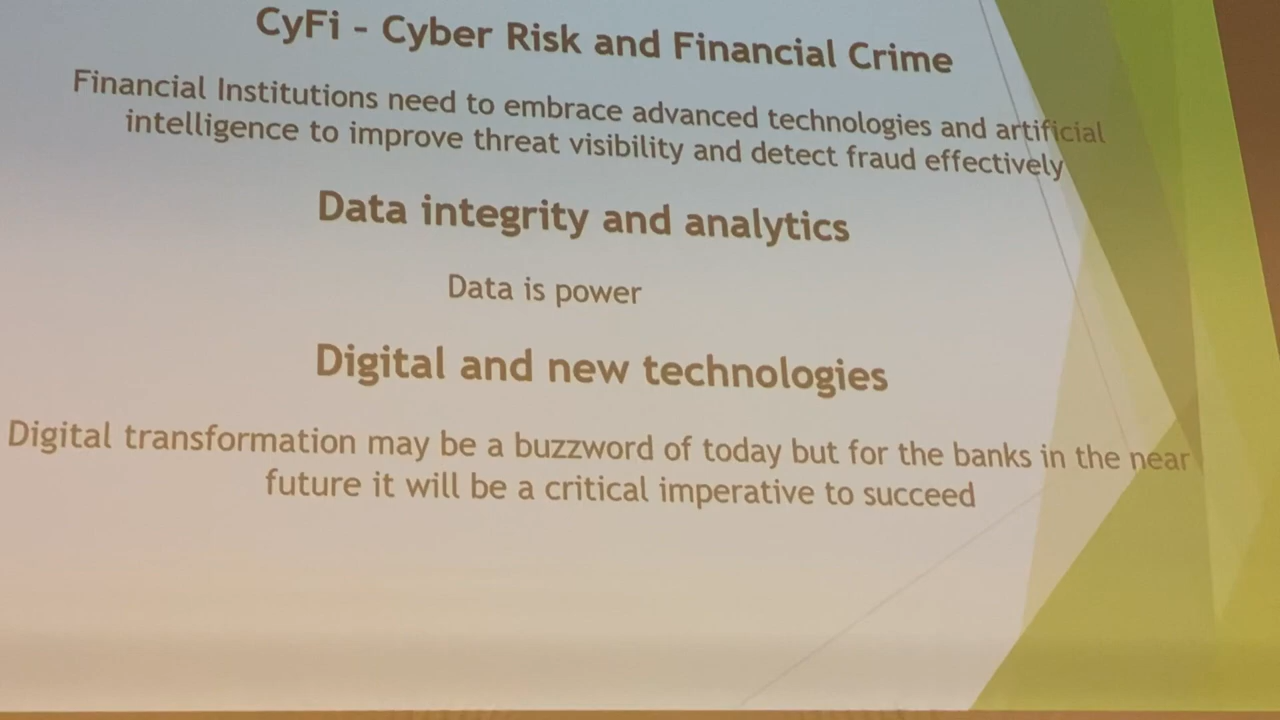 CyFi - Cyber Risk and Financial Crime
Financial Institutions need to embrace advanced technologies and artificial
intelligence to improve threat visibility and detect fraud effectively
Data integrity and analytics
Data is power
Digital and new technologies
Digital transformation may be a buzzword of today but for the banks in the near
future it will be a critical imperative to succeed